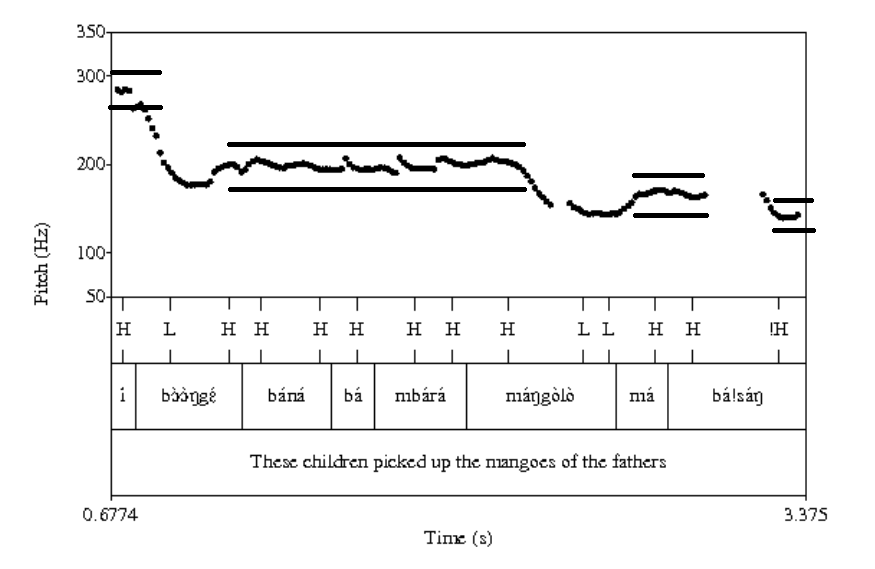 350
300
200
100
50
Pitch (Hz)
H L H H H H H H H L L H H !H
í bɔ̀ɔ̀ŋgɛ́ báná bá mbárá máŋgòlò má bá!sáŋ
These children picked up the mangoes of the fathers
0.6774 3.375
Time (s)